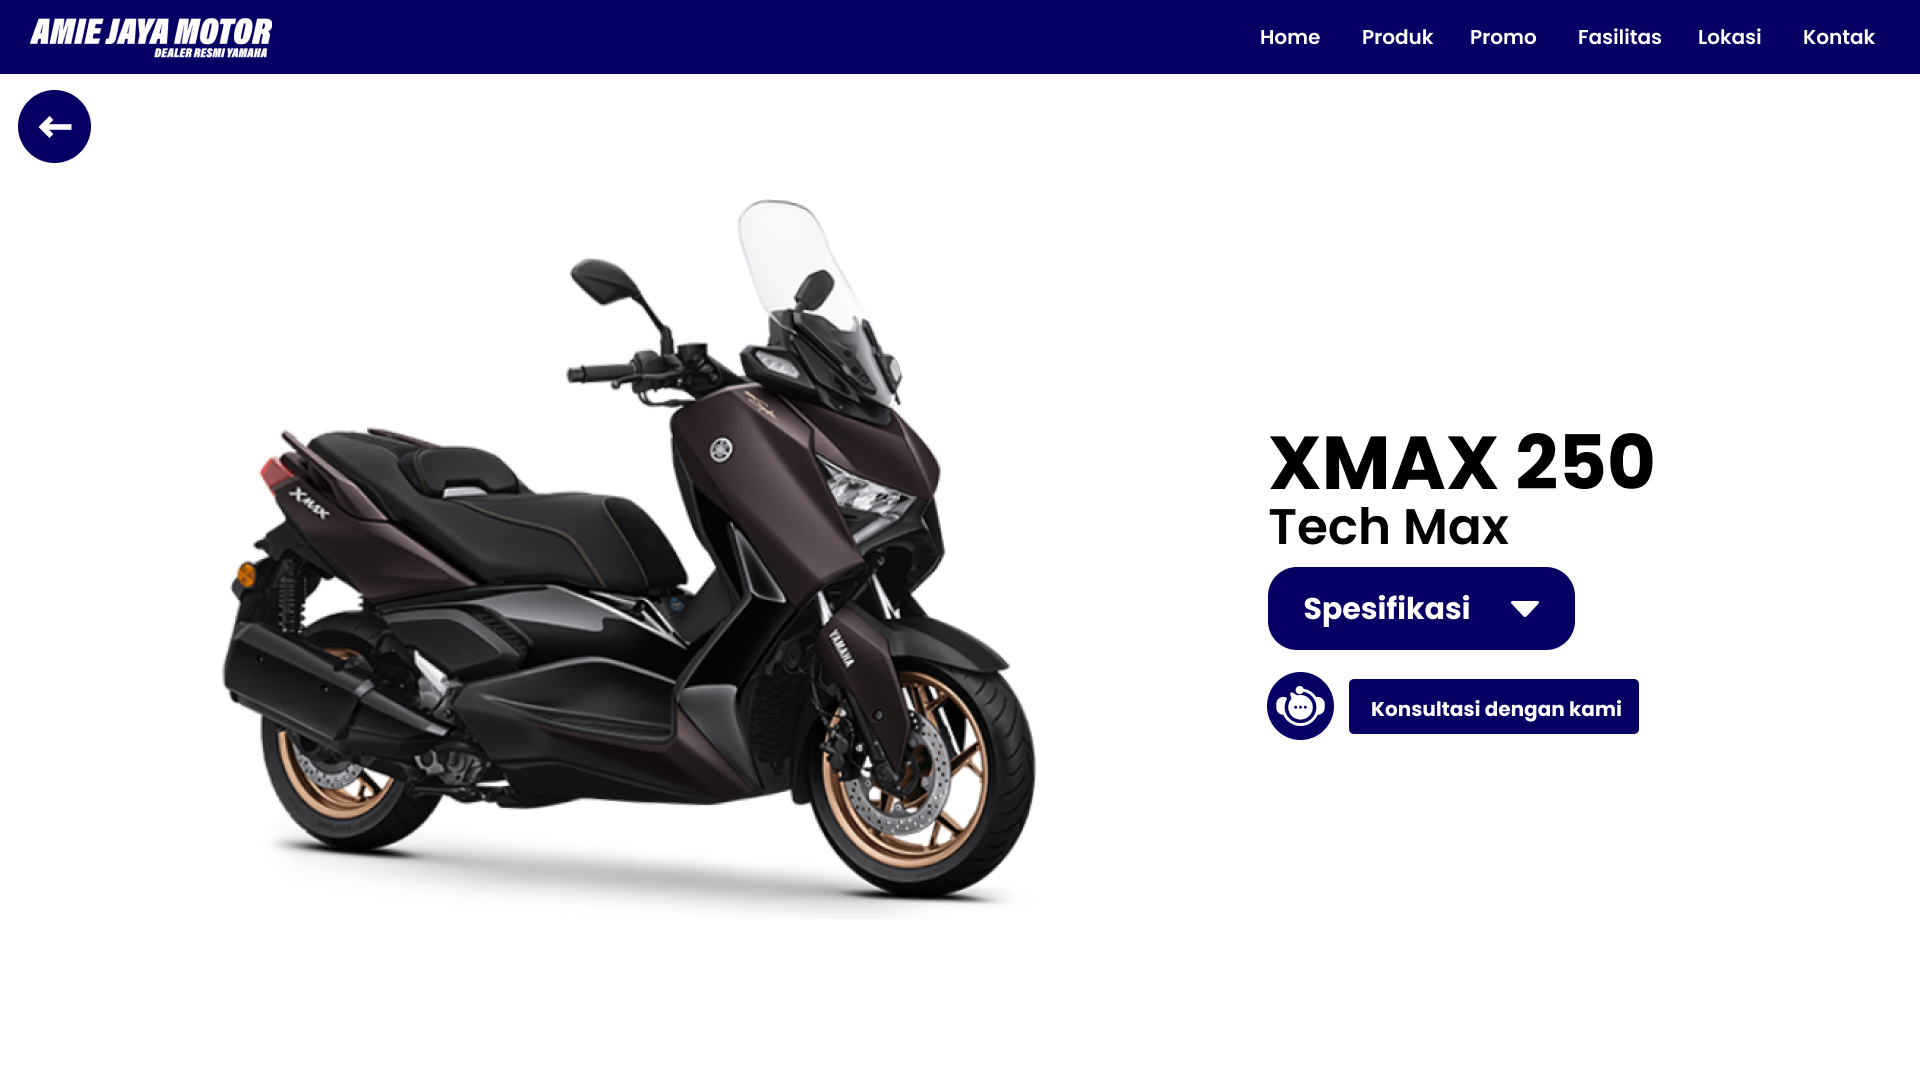 AMIE JAYA MOTOR
DEALER RESMI YAMAHA
Home Produk Promo Fasilitas Lokasi Kontak
XMAX
YAMAHA
XMAX 250
Tech Max
Spesifikasi
Konsultasi dengan kami